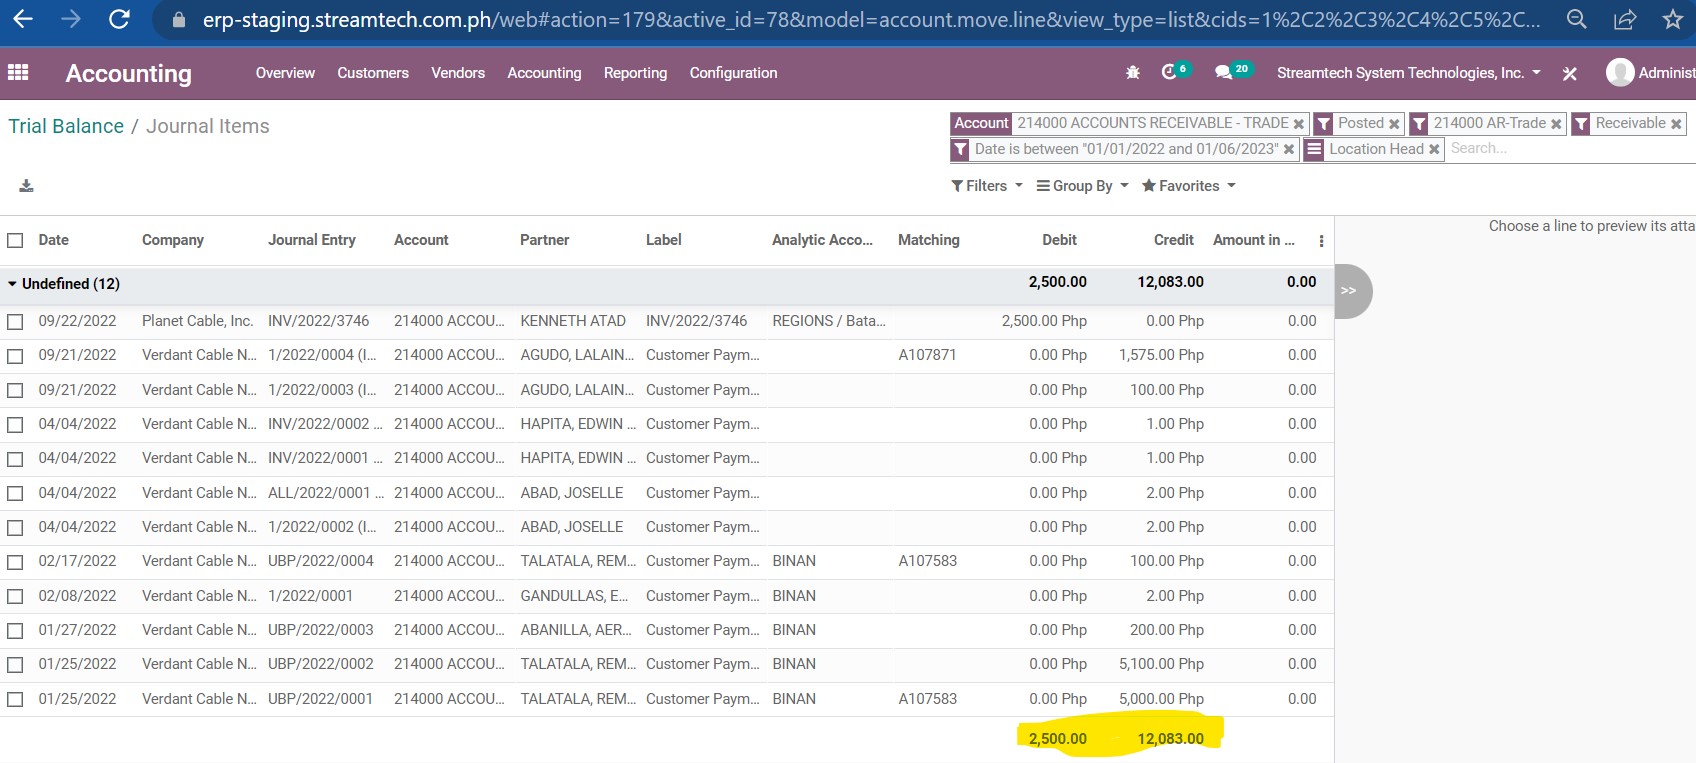 erp-staging.streamtech.com.ph/web#action=179&active_id=78&model=account.move.line&view_type=list&cids=1%2C2%2C3%2C4%2C5%2C...
Accounting Overview Customers Vendors Accounting Reporting Configuration 6 20 Streamtech System Technologies, Inc. Administ
Trial Balance / Journal Items
Account 214000 ACCOUNTS RECEIVABLE - TRADE Posted 214000 AR-Trade Receivable
Date is between "01/01/2022 and 01/06/2023" Location Head Search...
Filters Group By Favorites
Choose a line to preview its atta
Date Company Journal Entry Account Partner Label Analytic Acco... Matching Debit Credit Amount in ...
Undefined (12) 2,500.00 12,083.00 0.00
>>
09/22/2022 Planet Cable, Inc. INV/2022/3746 214000 ACCOU... KENNETH ATAD INV/2022/3746 REGIONS / Bata... 2,500.00 Php 0.00 Php 0.00
09/21/2022 Verdant Cable N... 1/2022/0004 (I... 214000 ACCOU... AGUDO, LALAIN... Customer Paym... A107871 0.00 Php 1,575.00 Php 0.00
09/21/2022 Verdant Cable N... 1/2022/0003 (I... 214000 ACCOU... AGUDO, LALAIN... Customer Paym... 0.00 Php 100.00 Php 0.00
04/04/2022 Verdant Cable N... INV/2022/0002 ... 214000 ACCOU... HAPITA, EDWIN ... Customer Paym... 0.00 Php 1.00 Php 0.00
04/04/2022 Verdant Cable N... INV/2022/0001 ... 214000 ACCOU... HAPITA, EDWIN ... Customer Paym... 0.00 Php 1.00 Php 0.00
04/04/2022 Verdant Cable N... ALL/2022/0001 ... 214000 ACCOU... ABAD, JOSELLE Customer Paym... 0.00 Php 2.00 Php 0.00
04/04/2022 Verdant Cable N... 1/2022/0002 (I... 214000 ACCOU... ABAD, JOSELLE Customer Paym... 0.00 Php 2.00 Php 0.00
02/17/2022 Verdant Cable N... UBP/2022/0004 214000 ACCOU... TALATALA, REM... Customer Paym... BINAN A107583 0.00 Php 100.00 Php 0.00
02/08/2022 Verdant Cable N... 1/2022/0001 214000 ACCOU... GANDULLAS, E... Customer Paym... BINAN 0.00 Php 2.00 Php 0.00
01/27/2022 Verdant Cable N... UBP/2022/0003 214000 ACCOU... ABANILLA, AER... Customer Paym... BINAN 0.00 Php 200.00 Php 0.00
01/25/2022 Verdant Cable N... UBP/2022/0002 214000 ACCOU... TALATALA, REM... Customer Paym... BINAN 0.00 Php 5,100.00 Php 0.00
01/25/2022 Verdant Cable N... UBP/2022/0001 214000 ACCOU... TALATALA, REM... Customer Paym... BINAN A107583 0.00 Php 5,000.00 Php 0.00
2,500.00 12,083.00